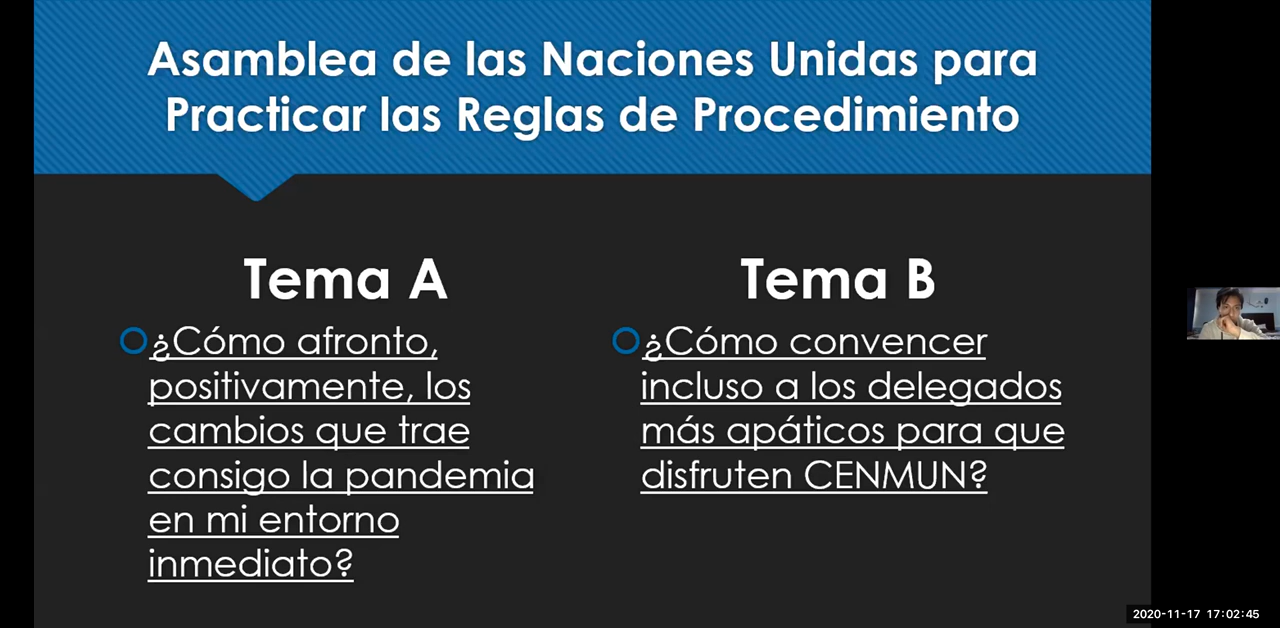 Asamblea de las Naciones Unidas para
Practicar las Reglas de Procedimiento
Tema A
¿Cómo afronto,
positivamente, los
cambios que trae
consigo la pandemia
en mi entorno
inmediato?
Tema B
¿Cómo convencer
incluso a los delegados
más apáticos para que
disfruten CENMUN?
2020-11-17 17:02:45